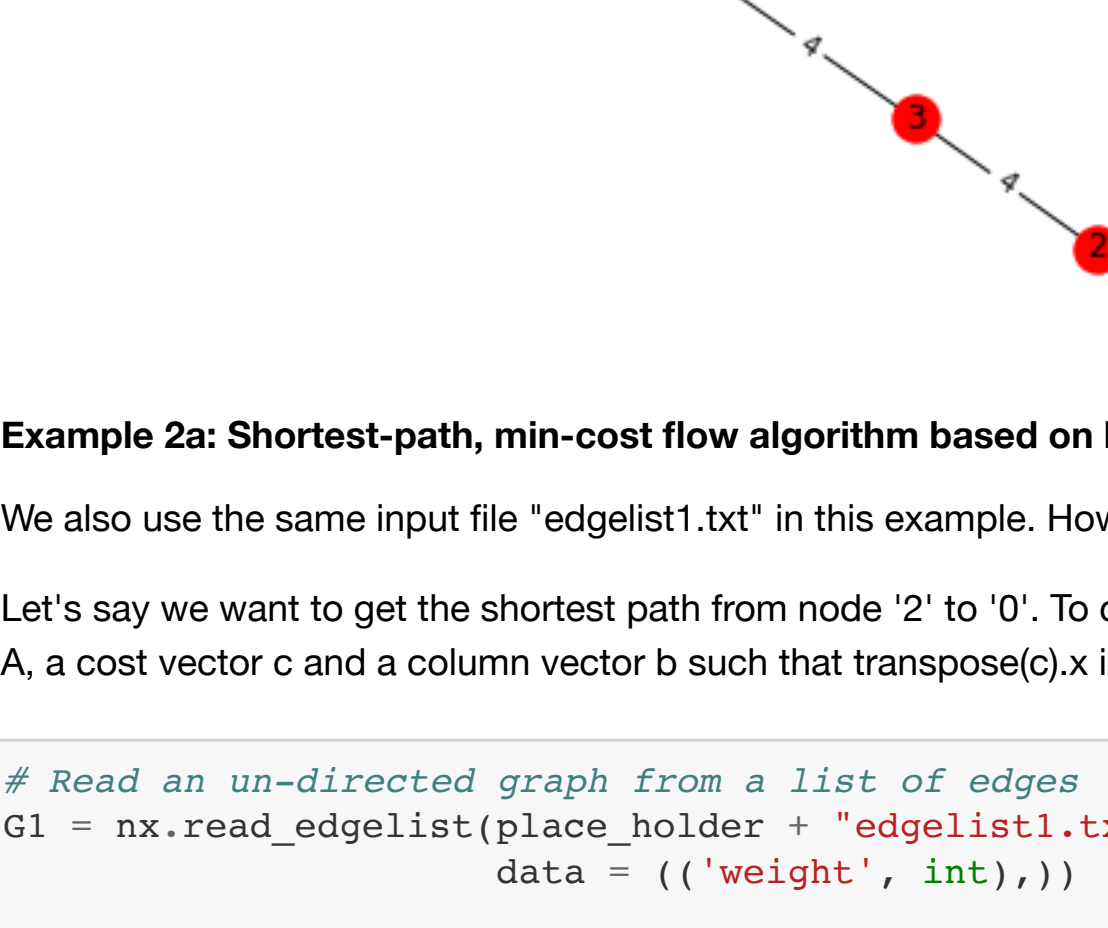 4
3
4
2
Example 2a: Shortest-path, min-cost flow algorithm based on
We also use the same input file "edgelist1.txt" in this example. How
Let's say we want to get the shortest path from node '2' to '0'. To
A, a cost vector c and a column vector b such that transpose(c).x i
# Read an un-directed graph from a list of edges
G1 = nx.read_edgelist(place_holder + "edgelist1.tx
data = (('weight', int),))